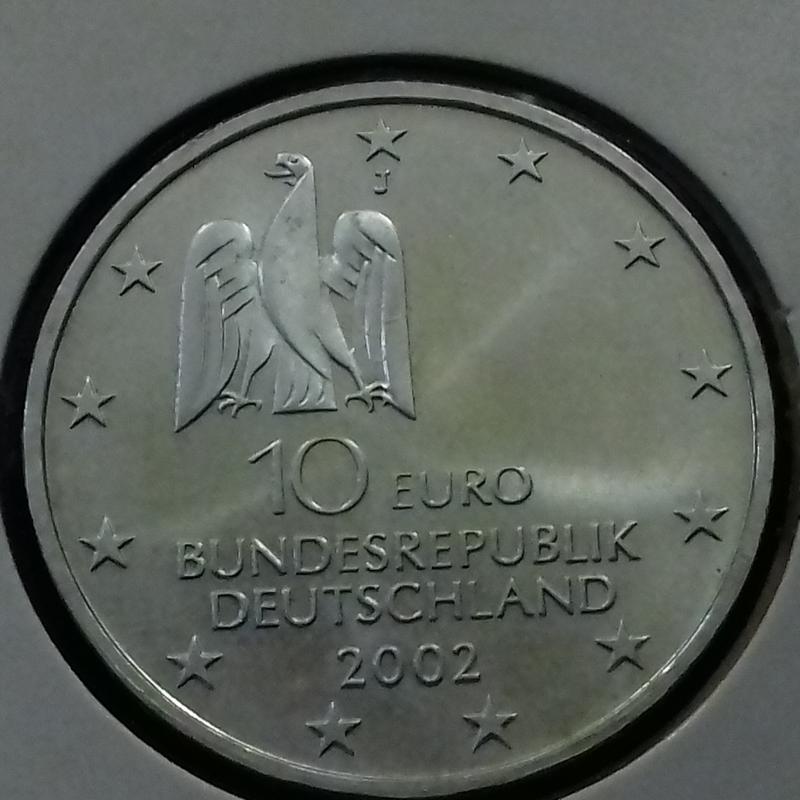 J
10 EURO
BUNDESREPUBLIK
DEUTSCHLAND
2002